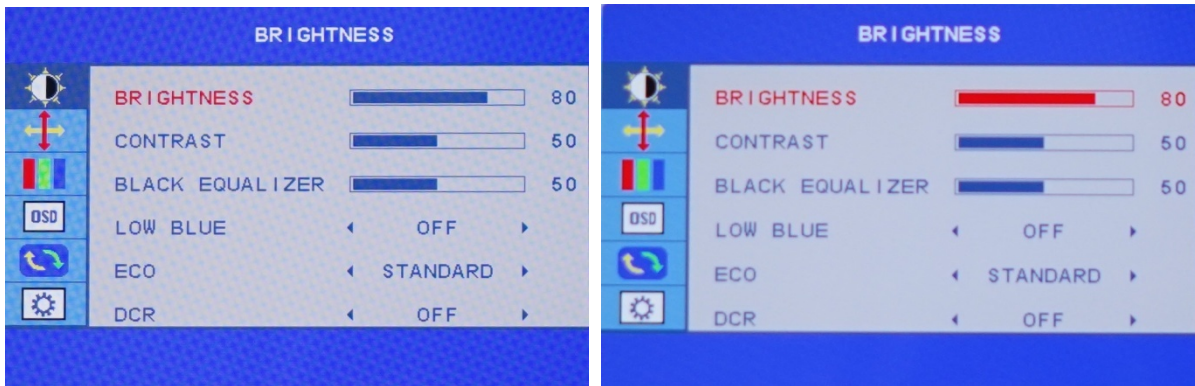 BRIGHTNESS
BRIGHTNESS 80
CONTRAST 50
BLACK EQUALIZER 50
OSD
LOW BLUE OFF
ECO STANDARD
DCR OFF
BRIGHTNESS
BRIGHTNESS 80
CONTRAST 50
BLACK EQUALIZER 50
OSD
LOW BLUE OFF
ECO STANDARD
DCR OFF